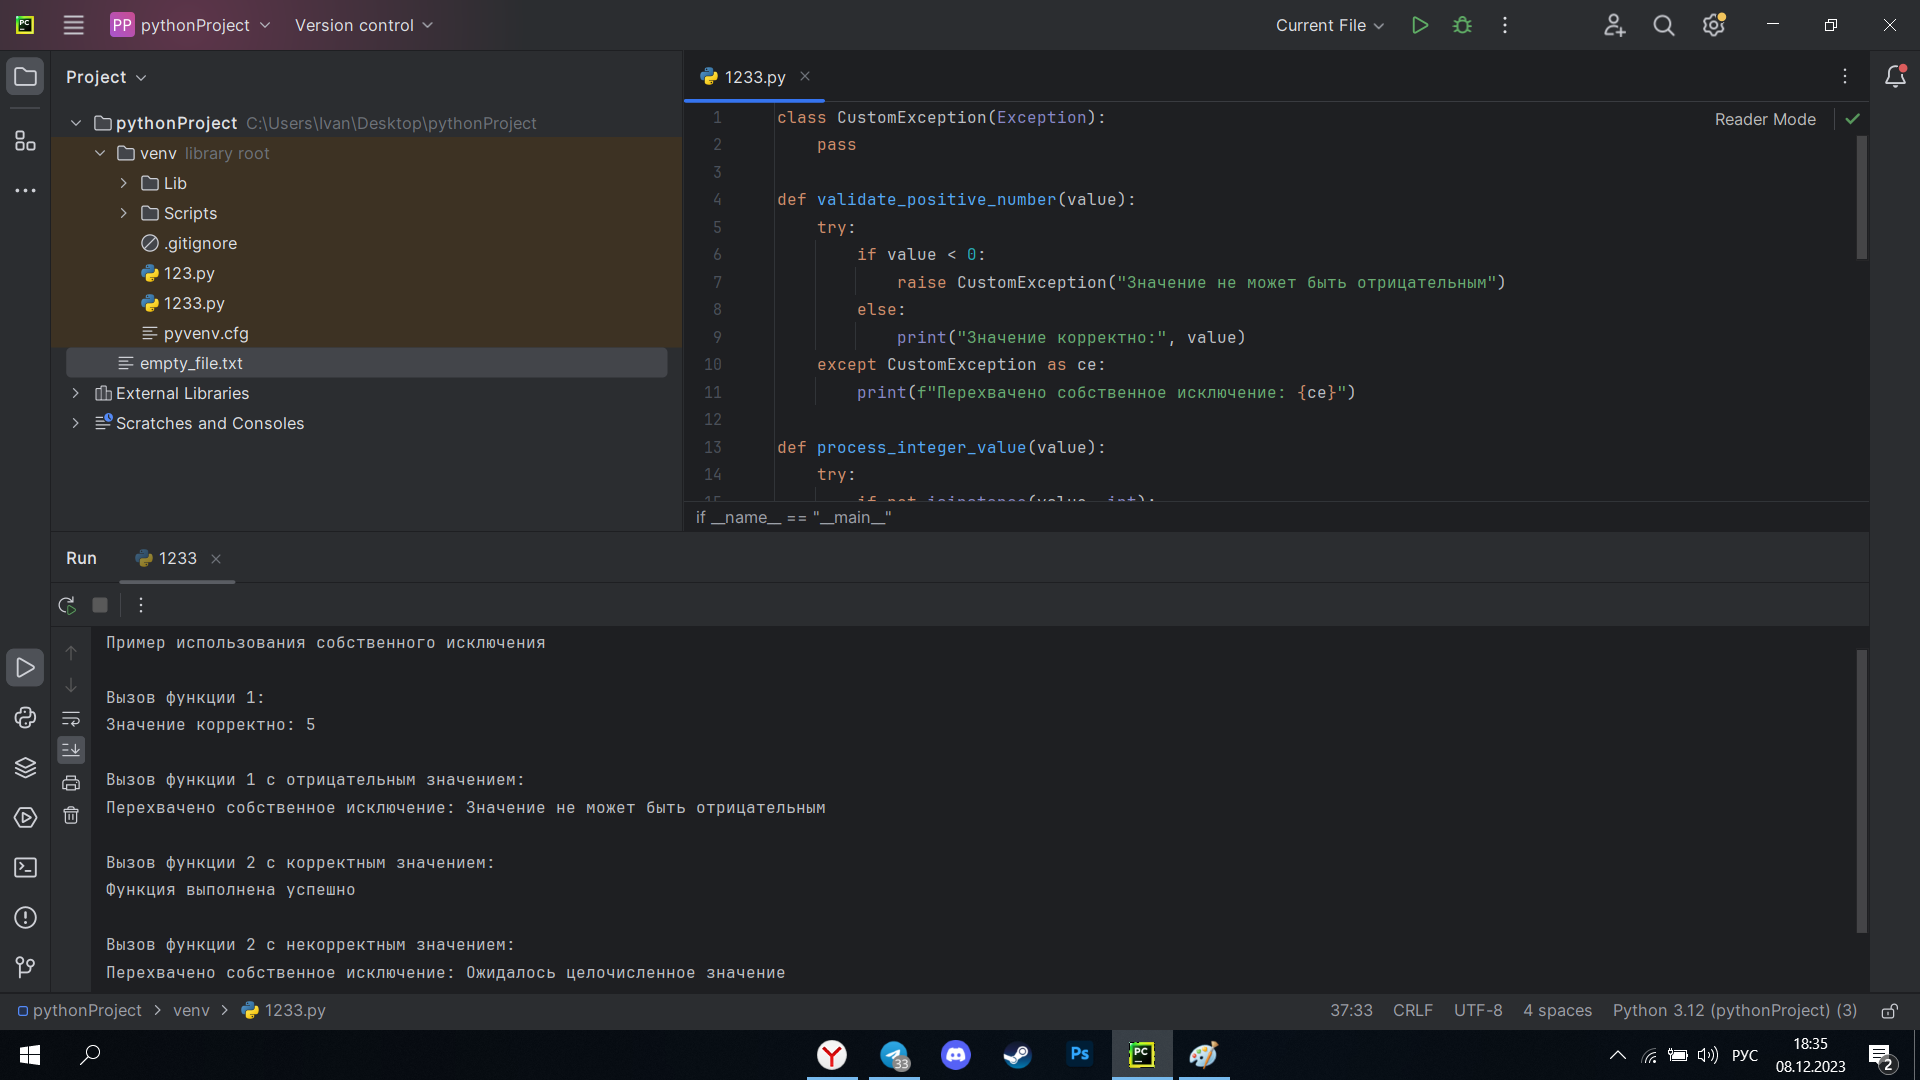 PC
PP pythonProject
Version control
Current File
Project
1233.py
pythonProject C:\Users\Ivan\Desktop\pythonProject
venv library root
Lib
Scripts
.gitignore
123.py
1233.py
pyvenv.cfg
empty_file.txt
External Libraries
Scratches and Consoles
Reader Mode
1 class CustomException(Exception):
2 pass
3
4 def validate_positive_number(value):
5 try:
6 if value < 0:
7 raise CustomException("Значение не может быть отрицательным")
8 else:
9 print("Значение корректно:", value)
10 except CustomException as ce:
11 print(f"Перехвачено собственное исключение: {ce}")
12
13 def process_integer_value(value):
14 try:
15 if not isinstance(value, int):
if __name__ == "__main__"
Run
1233
Пример использования собственного исключения
Вызов функции 1:
Значение корректно: 5
Вызов функции 1 с отрицательным значением:
Перехвачено собственное исключение: Значение не может быть отрицательным
Вызов функции 2 с корректным значением:
Функция выполнена успешно
Вызов функции 2 с некорректным значением:
Перехвачено собственное исключение: Ожидалось целочисленное значение
pythonProject > venv > 1233.py
37:33 CRLF UTF-8 4 spaces Python 3.12 (pythonProject) (3)
33
Ps
PC
РУС
18:35
08.12.2023
2